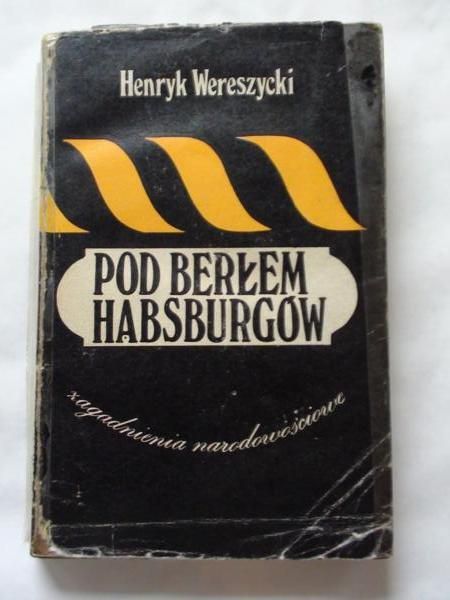 Henryk Wereszycki
POD BERŁEM
HABSBURGÓW
zagadnienia narodowościowe